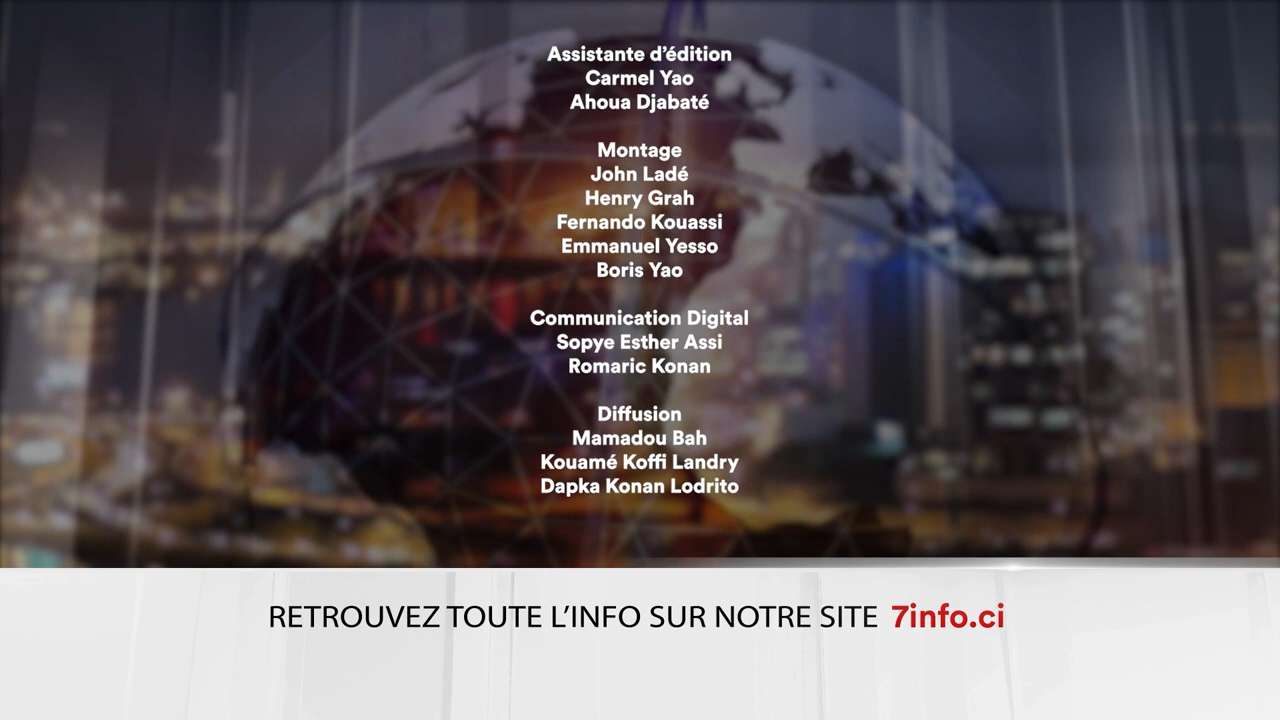 Assistante d’édition
Carmel Yao
Ahoua Djabaté
Montage
John Ladé
Henry Grah
Fernando Kouassi
Emmanuel Yesso
Boris Yao
Communication Digital
Sopye Esther Assi
Romaric Konan
Diffusion
Mamadou Bah
Kouamé Koffi Landry
Dapka Konan Lodrito
RETROUVEZ TOUTE L’INFO SUR NOTRE SITE 7info.ci